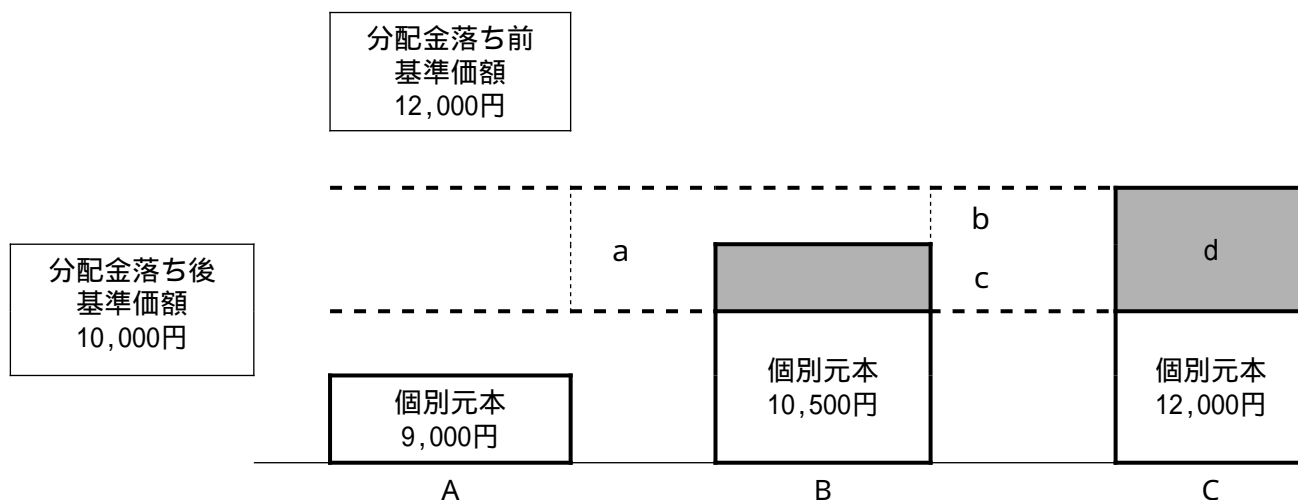 分配金落ち前
基準価額
12,000円
b
a
d
c
分配金落ち後
基準価額
10,000円
個別元本
10,500円
個別元本
12,000円
個別元本
9,000円
A
B
C